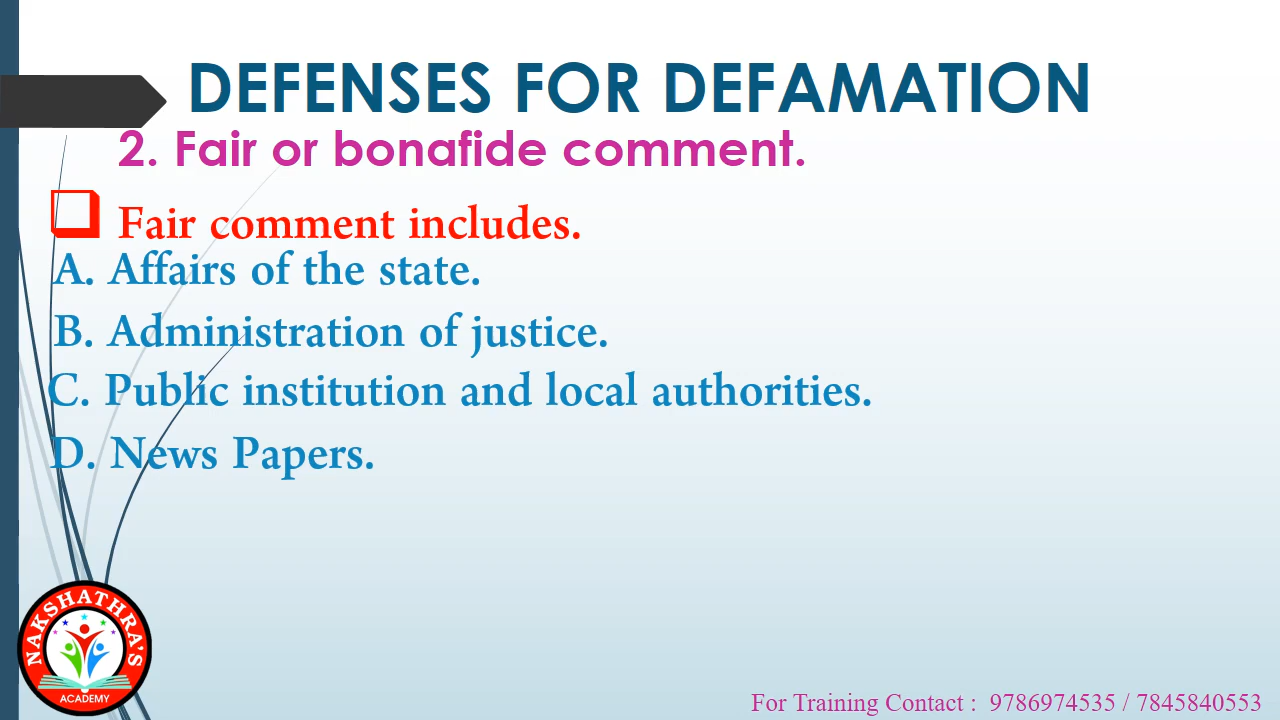 DEFENSES FOR DEFAMATION
2. Fair or bonafide comment.
Fair comment includes.
A. Affairs of the state.
B. Administration of justice.
C. Public institution and local authorities.
D. News Papers.
NAKSHATHRA'S
ACADEMY
For Training Contact : 9786974535 / 7845840553